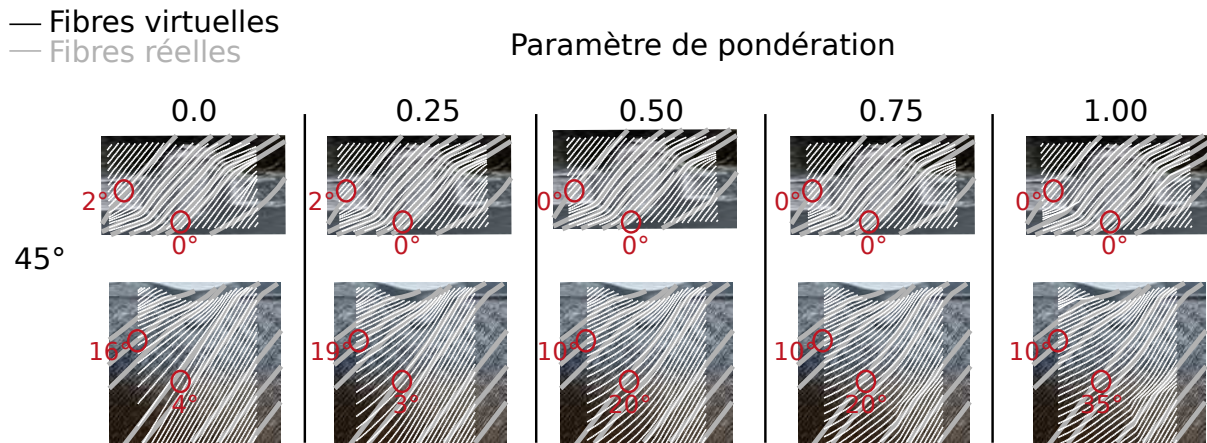 Fibres virtuelles
Fibres réelles
Paramètre de pondération
0.0 0.25 0.50 0.75 1.00
2° 2° 0° 0° 0°
0° 0° 0° 0° 0°
45°
16° 19° 10° 10° 10°
4° 3° 20° 20° 35°